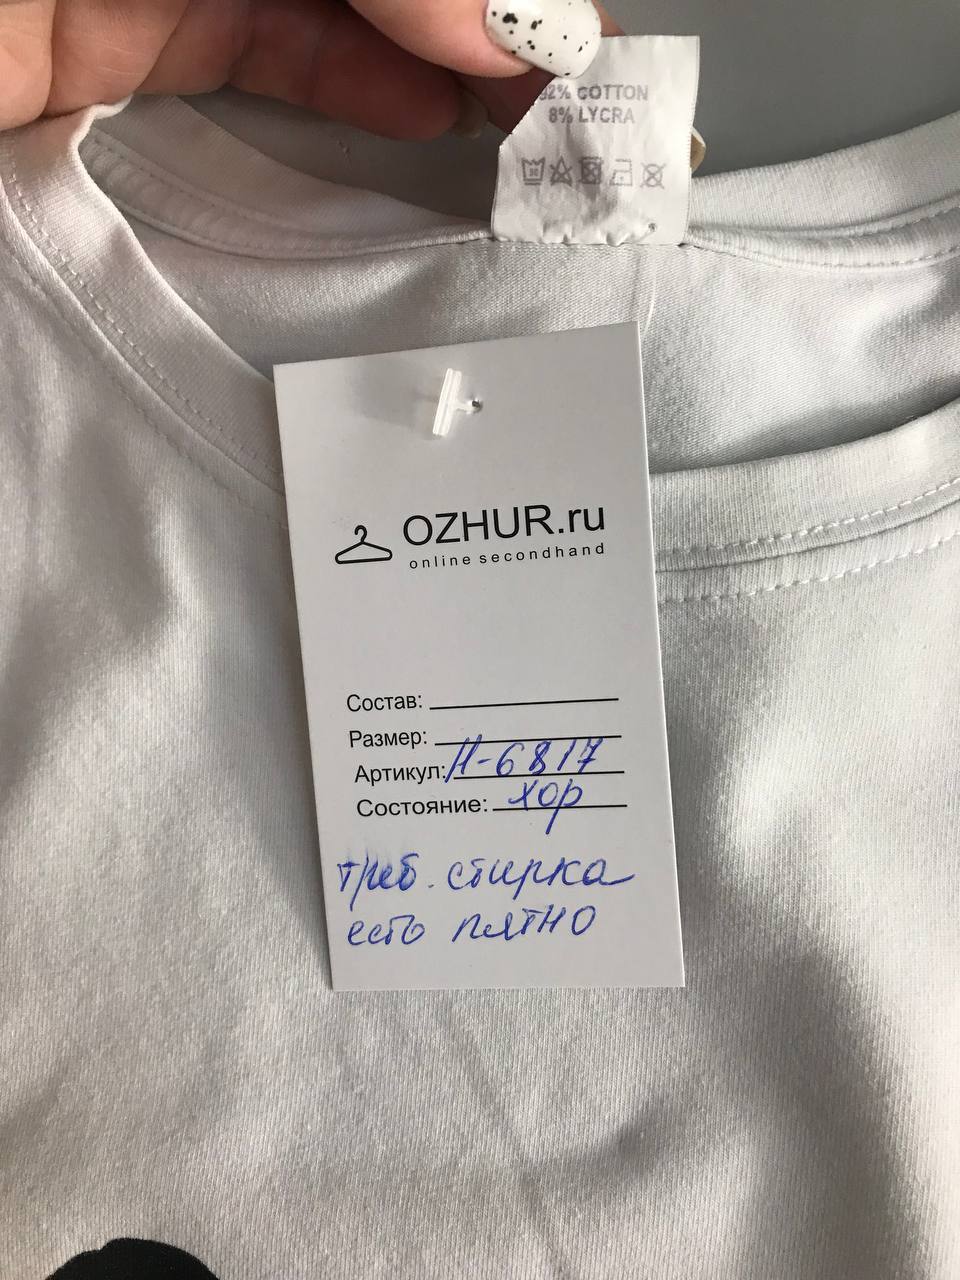 92% COTTON
8% LYCRA
OZHUR.ru
online secondhand
Состав:
Размер:
Артикул: Н-6817
Состояние: хор
треб. стирка
есть пятно